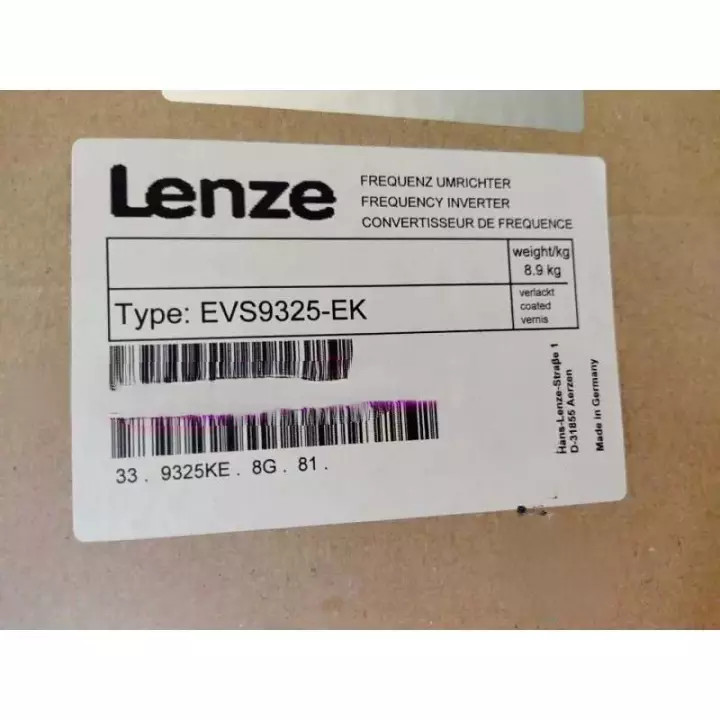 Lenze
FREQUENZ UMRICHTER
FREQUENCY INVERTER
CONVERTISSEUR DE FREQUENCE
weight/kg
8.9 kg
Type: EVS9325-EK
verlackt
coated
vernis
33 . 9325KE . 8G . 81 .
Hans-Lenze-Straße 1
D-31855 Aerzen
Made in Germany